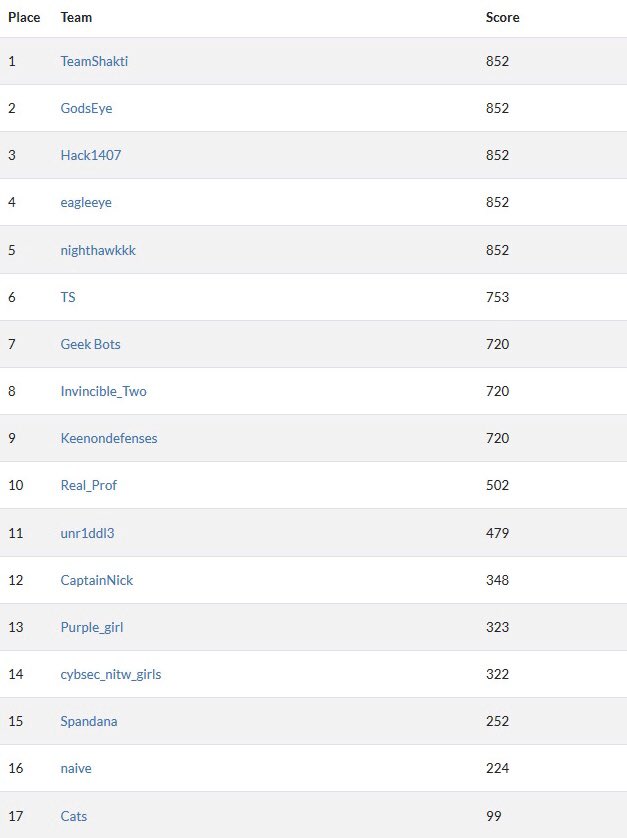 Place Team Score
1 TeamShakti 852
2 GodsEye 852
3 Hack1407 852
4 eagleeye 852
5 nighthawkkk 852
6 TS 753
7 Geek Bots 720
8 Invincible_Two 720
9 Keenondefenses 720
10 Real_Prof 502
11 unr1ddl3 479
12 CaptainNick 348
13 Purple_girl 323
14 cybsec_nitw_girls 322
15 Spandana 252
16 naive 224
17 Cats 99